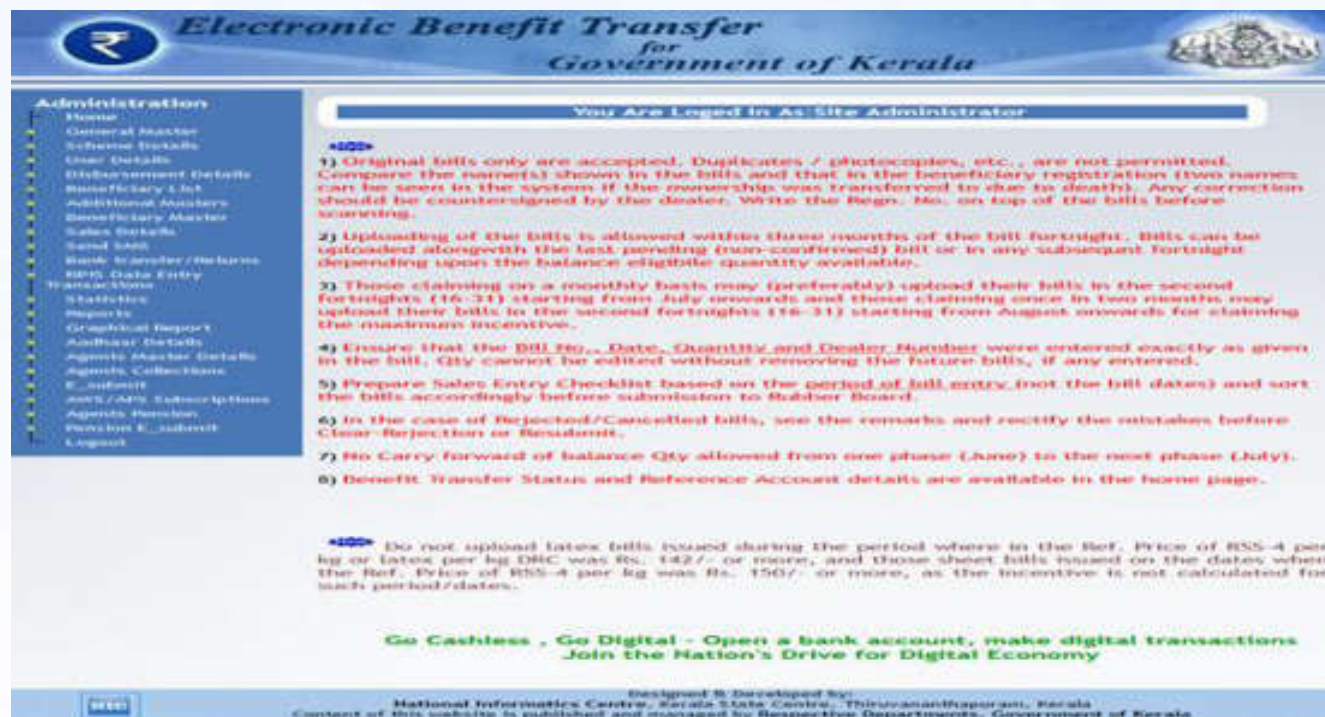 Electronic Benefit Transfer
for
Government of Kerala
Administration
Home
General Master
Scheme Details
User Details
Disbursement Details
Beneficiary List
Additional Masters
Beneficiary Master
Sales Details
Send SMS
Bank transfer/Returns
RPIS Data Entry
Transactions
Statistics
Reports
Graphical Report
Aadhaar Details
Agents Master Details
Agents Collections
E_submit
AWS/APS Subscriptions
Agents Pension
Pension E_submit
Logout
You Are Loged In As:Site Administrator
1) Original bills only are accepted. Duplicates / photocopies, etc., are not permitted.
Compare the name(s) shown in the bills and that in the beneficiary registration (two names
can be seen in the system if the ownership was transferred to due to death). Any correction
should be countersigned by the dealer. Write the Regn. No. on top of the bills before
scanning.
2) Uploading of the bills is allowed within three months of the bill fortnight. Bills can be
uploaded alongwith the last pending (non-confirmed) bill or in any subsequnt fortnight
depending upon the balance eligibile quantity available.
3) Those claiming on a monthly basis may (preferably) upload their bills in the second
fortnights (16-31) starting from July onwards and those claiming once in two months may
upload their bills in the second fortnights (16-31) starting from August onwards for claiming
the maximum incentive.
4) Ensure that the Bill No., Date, Quantity and Dealer Number were entered exactly as given
in the bill. Qty cannot be edited without removing the future bills, if any entered.
5) Prepare Sales Entry Checklist based on the period of bill entry (not the bill dates) and sort
the bills accordingly before submission to Rubber Board.
6) In the case of Rejected/Cancelled bills, see the remarks and rectify the mistakes before
Clear-Rejection or Resubmit.
7) No Carry forward of balance Qty allowed from one phase (June) to the next phase (July).
8) Benefit Transfer Status and Reference Account details are available in the home page.
Do not upload latex bills issued during the period where in the Ref. Price of RSS-4 per
kg or latex per kg DRC was Rs. 142/- or more, and those sheet bills issued on the dates when
the Ref. Price of RSS-4 per kg was Rs. 150/- or more, as the incentive is not calculated for
such period/dates.
Go Cashless , Go Digital - Open a bank account, make digital transactions
Join the Nation's Drive for Digital Economy
Designed & Developed by:
National Informatics Centre, Kerala State Centre, Thiruvananthapuram, Kerala
Content of this website is published and managed by Respective Departments, Government of Kerala